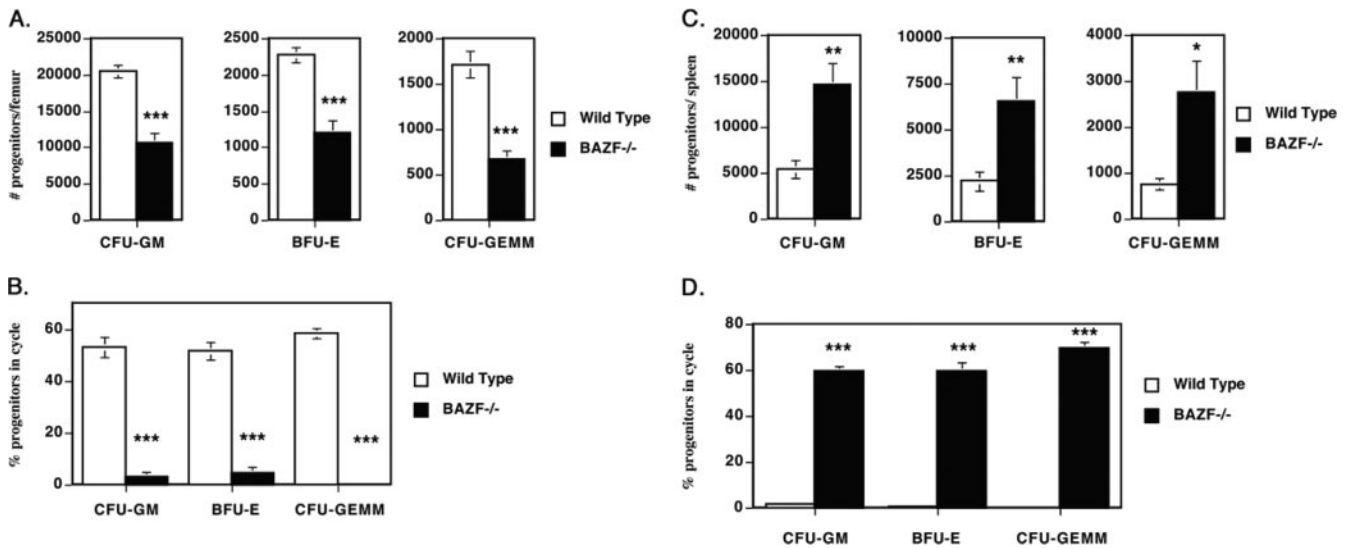 A.
# progenitors/femur
25000
20000
15000
10000
5000
0
***
CFU-GM
2500
2000
1500
1000
500
0
***
BFU-E
2000
1500
1000
500
0
***
CFU-GEMM
Wild Type
BAZF-/-
B.
% progenitors in cycle
60
40
20
0
***
***
***
CFU-GM
BFU-E
CFU-GEMM
Wild Type
BAZF-/-
C.
# progenitors/ spleen
20000
15000
10000
5000
0
**
CFU-GM
10000
7500
5000
2500
0
**
BFU-E
4000
3000
2000
1000
0
*
CFU-GEMM
Wild Type
BAZF-/-
D.
% progenitors in cycle
80
60
40
20
0
***
***
***
CFU-GM
BFU-E
CFU-GEMM
Wild Type
BAZF-/-